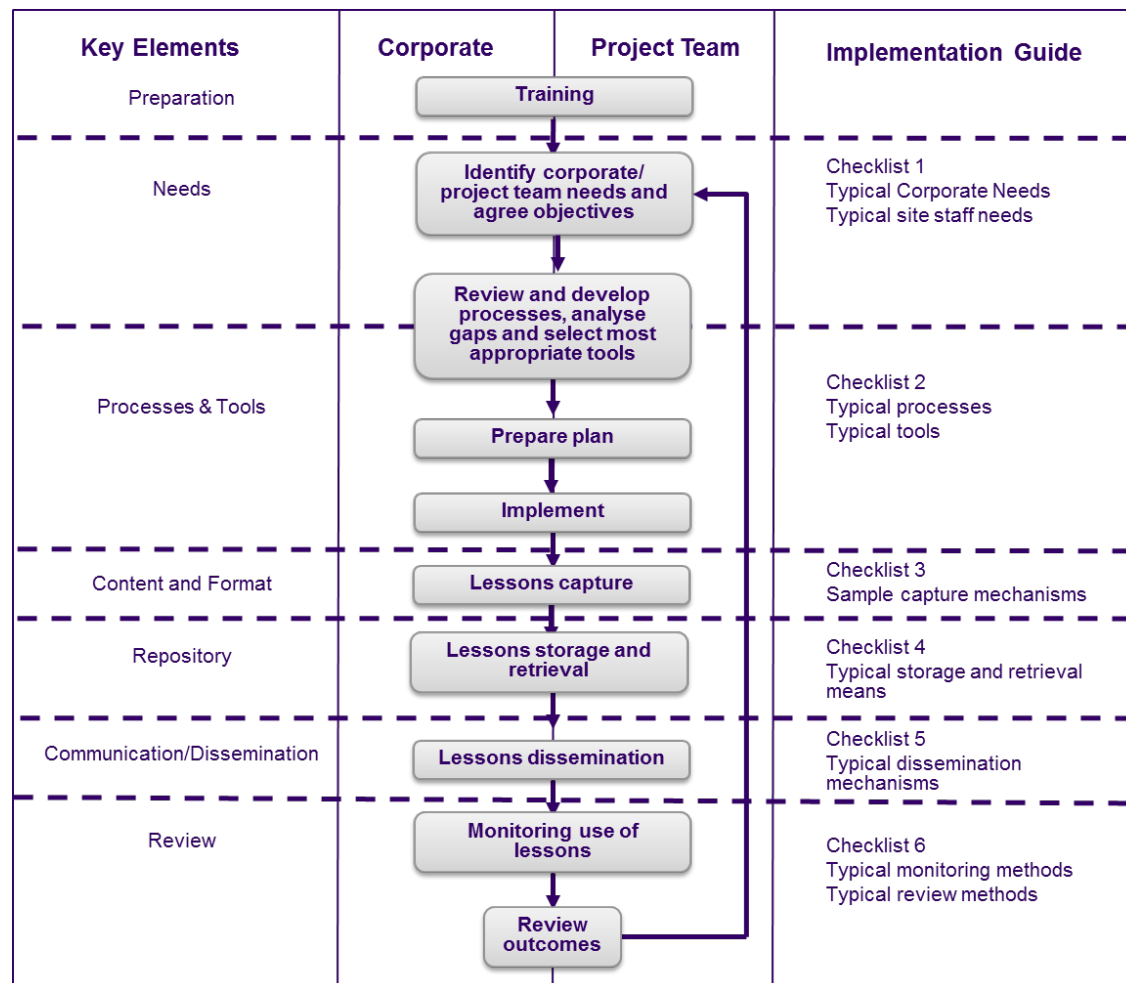 Key Elements
Corporate
Project Team
Implementation Guide
Preparation
Training
Needs
Identify corporate/
project team needs and
agree objectives
Checklist 1
Typical Corporate Needs
Typical site staff needs
Review and develop
processes, analyse
gaps and select most
appropriate tools
Processes & Tools
Checklist 2
Typical processes
Typical tools
Prepare plan
Implement
Content and Format
Lessons capture
Checklist 3
Sample capture mechanisms
Repository
Lessons storage and
retrieval
Checklist 4
Typical storage and retrieval
means
Communication/Dissemination
Lessons dissemination
Checklist 5
Typical dissemination
mechanisms
Review
Monitoring use of
lessons
Checklist 6
Typical monitoring methods
Typical review methods
Review
outcomes